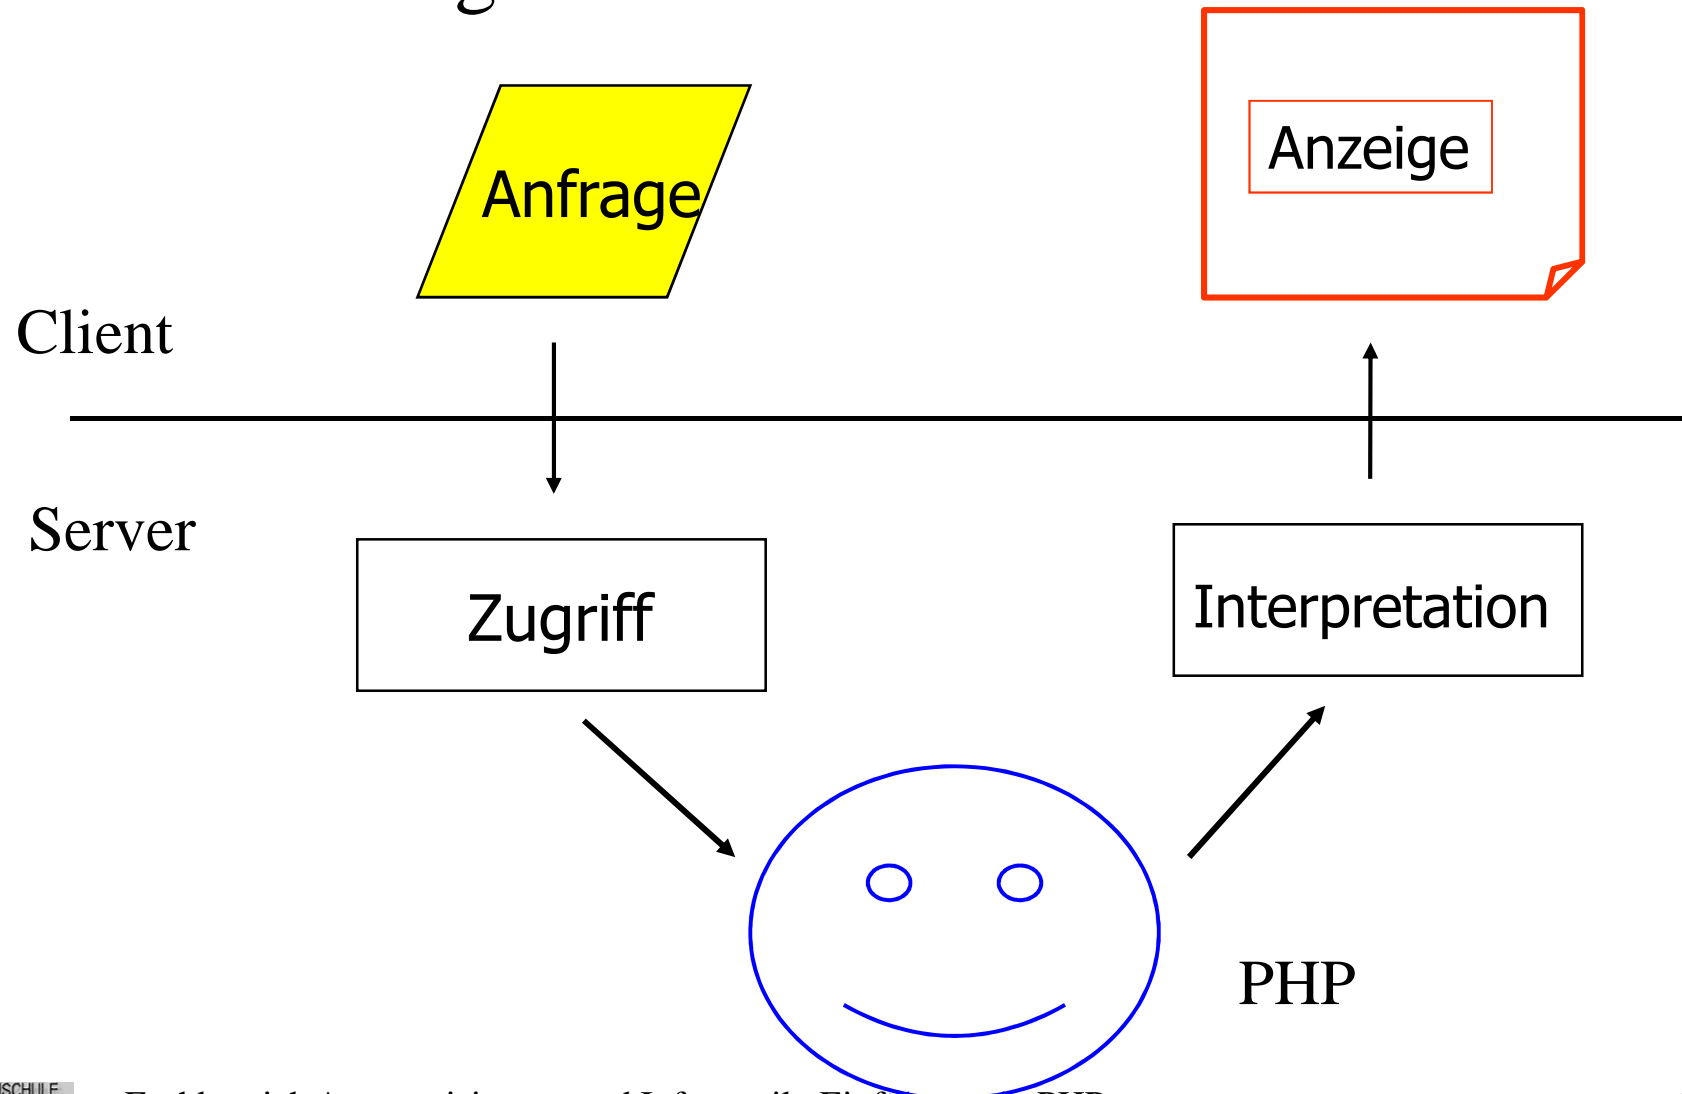 Anfrage
Anzeige
Client
Server
Zugriff
Interpretation
PHP